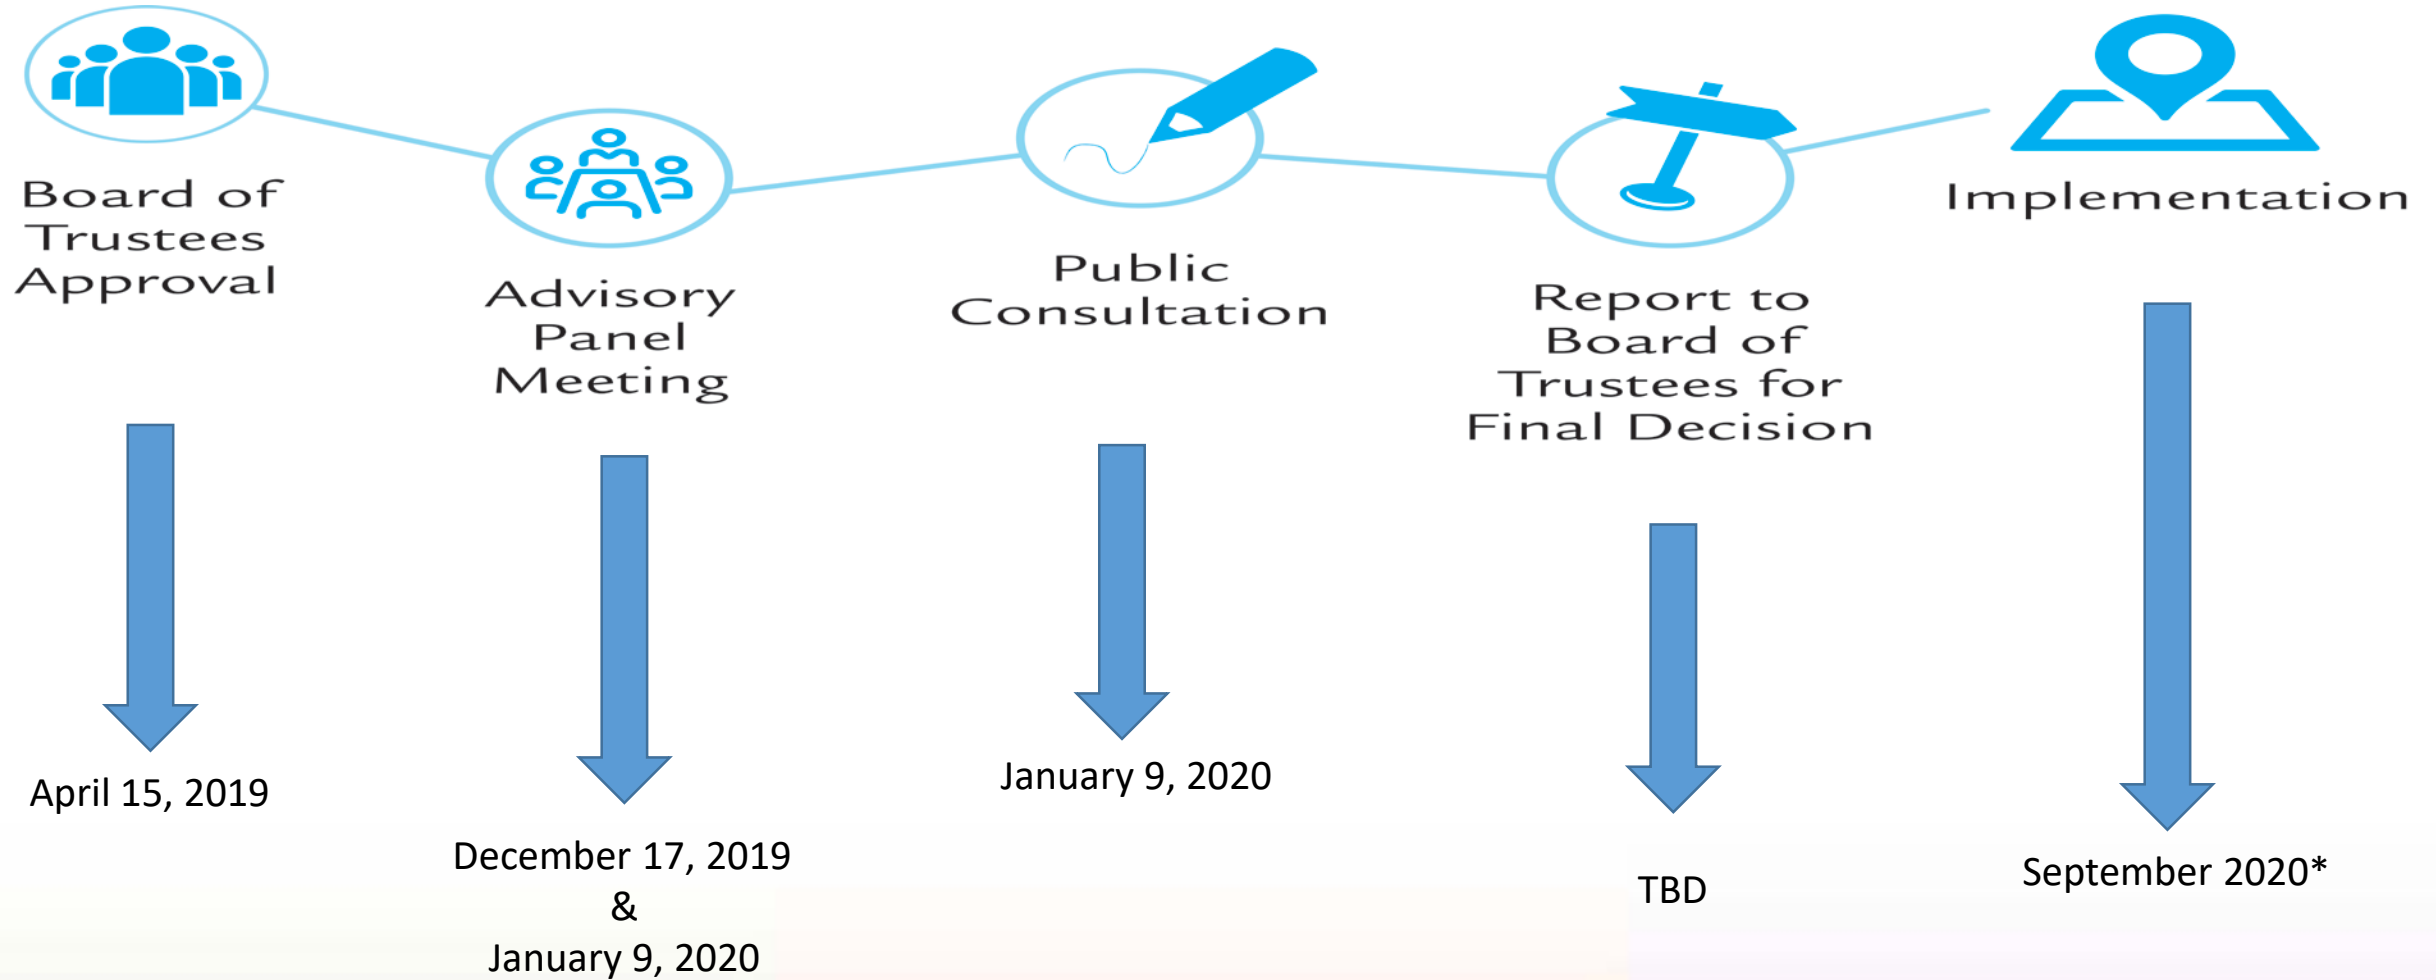 Board of
Trustees
Approval
Advisory
Panel
Meeting
Public
Consultation
Report to
Board of
Trustees for
Final Decision
Implementation
April 15, 2019
December 17, 2019
&
January 9, 2020
January 9, 2020
TBD
September 2020*